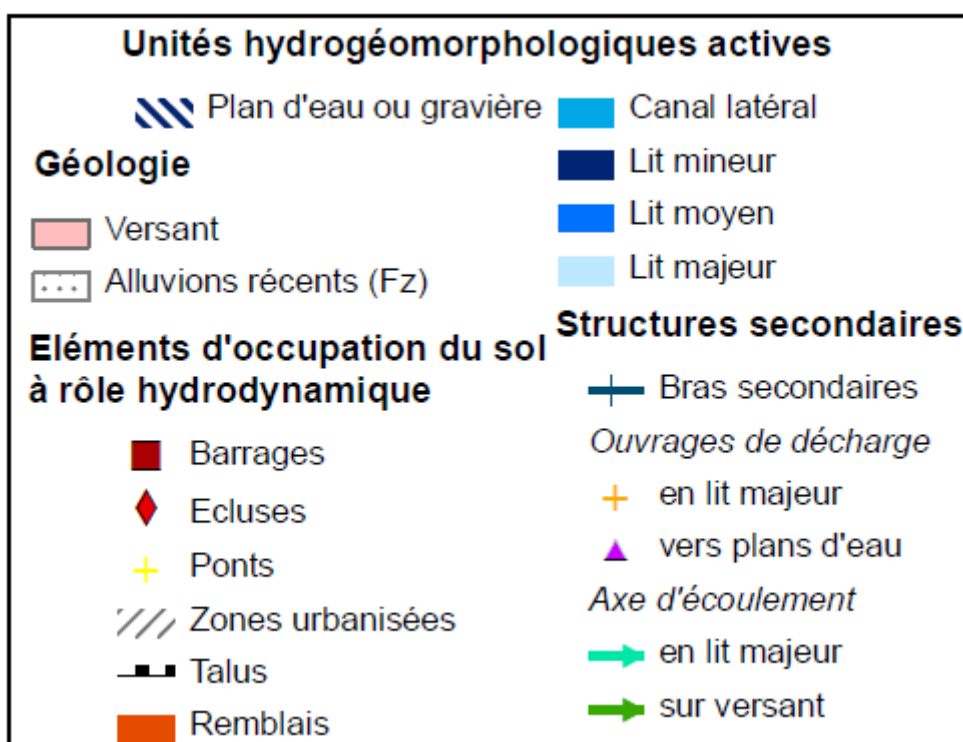 Unités hydrogéomorphologiques actives
Plan d'eau ou gravière
Canal latéral
Lit mineur
Lit moyen
Lit majeur
Géologie
Versant
Alluvions récents (Fz)
Eléments d'occupation du sol
à rôle hydrodynamique
Barrages
Ecluses
Ponts
Zones urbanisées
Talus
Remblais
Structures secondaires
Bras secondaires
Ouvrages de décharge
en lit majeur
vers plans d'eau
Axe d'écoulement
en lit majeur
sur versant